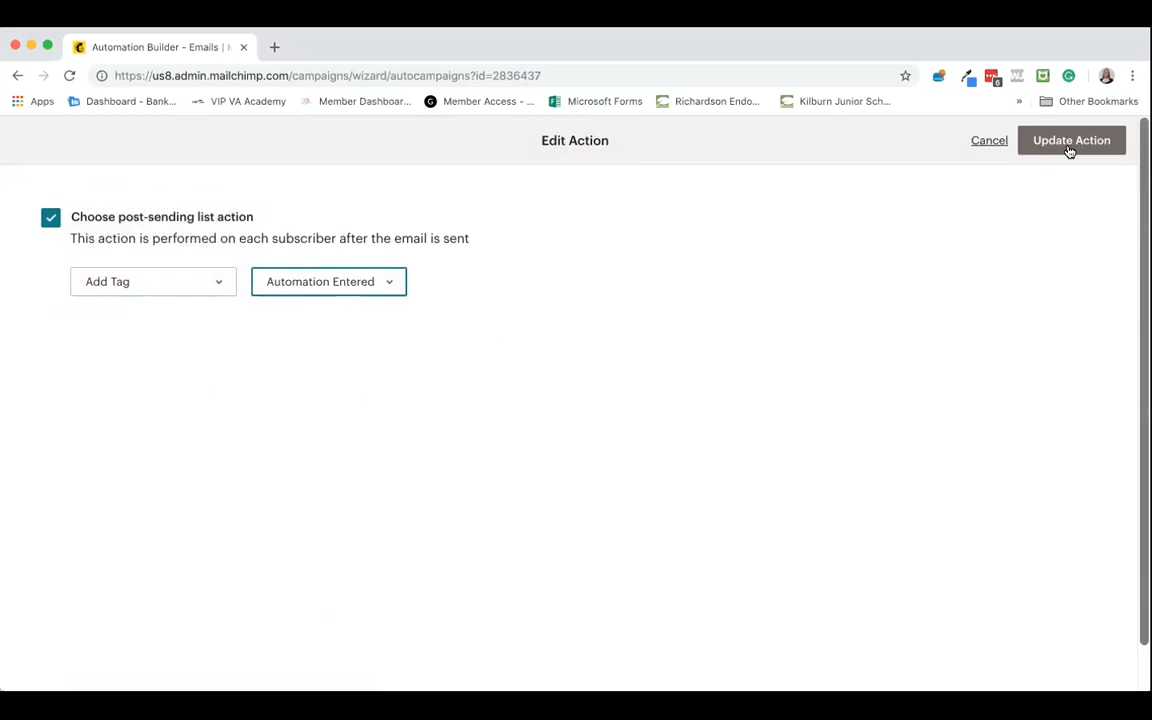 Automation Builder - Emails |
https://us8.admin.mailchimp.com/campaigns/wizard/autocampaigns?id=2836437
6
Apps
Dashboard - Bank...
VIP VA Academy
Member Dashboar...
G
Member Access - ...
Microsoft Forms
Richardson Endo...
Kilburn Junior Sch...
»
Other Bookmarks
Edit Action
Cancel
Update Action
Choose post-sending list action
This action is performed on each subscriber after the email is sent
Add Tag
Automation Entered